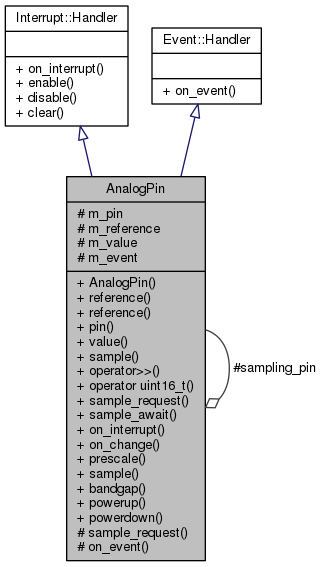 Interrupt::Handler
+ on_interrupt()
+ enable()
+ disable()
+ clear()
Event::Handler
+ on_event()
AnalogPin
# m_pin
# m_reference
# m_value
# m_event
+ AnalogPin()
+ reference()
+ reference()
+ pin()
+ value()
+ sample()
+ operator>>()
+ operator uint16_t()
+ sample_request()
+ sample_await()
+ on_interrupt()
+ on_change()
+ prescale()
+ sample()
+ bandgap()
+ powerup()
+ powerdown()
# sample_request()
# on_event()
#sampling_pin